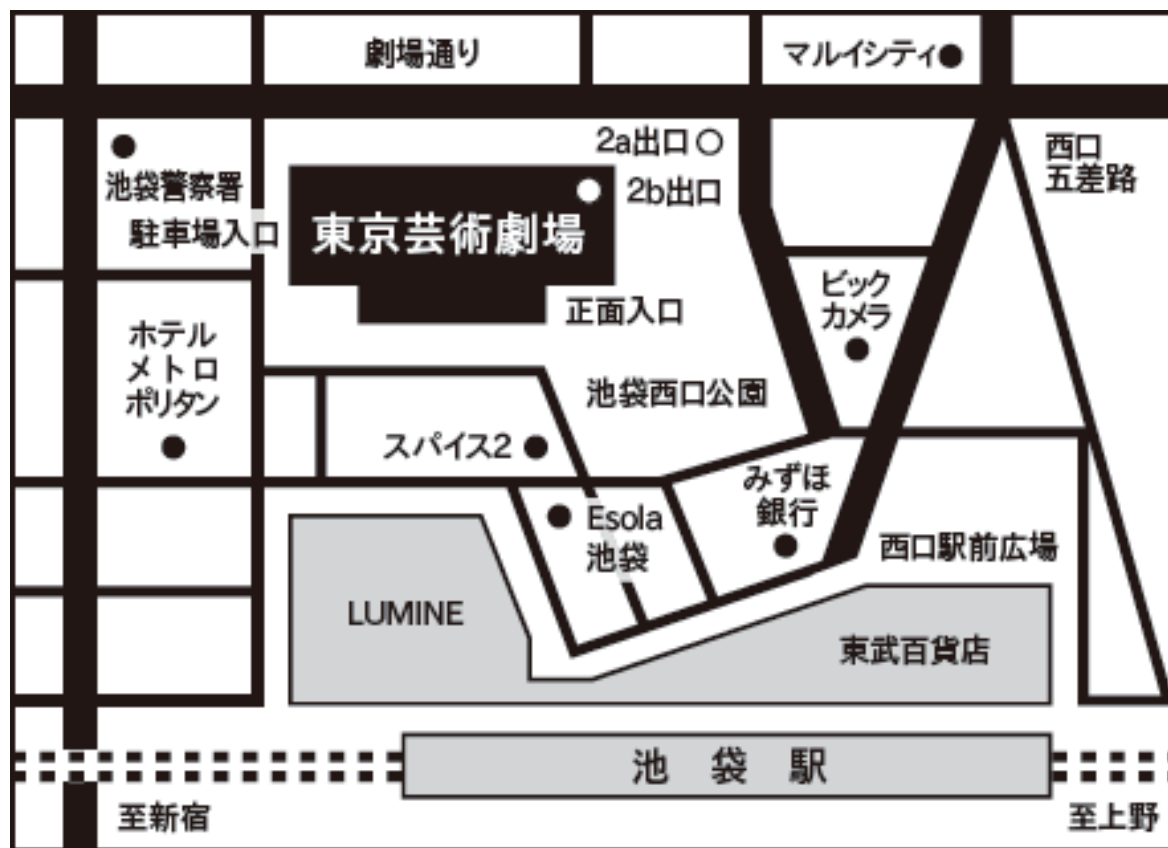 劇場通り
マルイシティ
2a出口
西口
五差路
池袋警察署
2b出口
駐車場入口
東京芸術劇場
正面入口
ビック
カメラ
ホテル
メトロ
ポリタン
池袋西口公園
スパイス2
みずほ
銀行
Esola
池袋
西口駅前広場
LUMINE
東武百貨店
池袋駅
至新宿
至上野